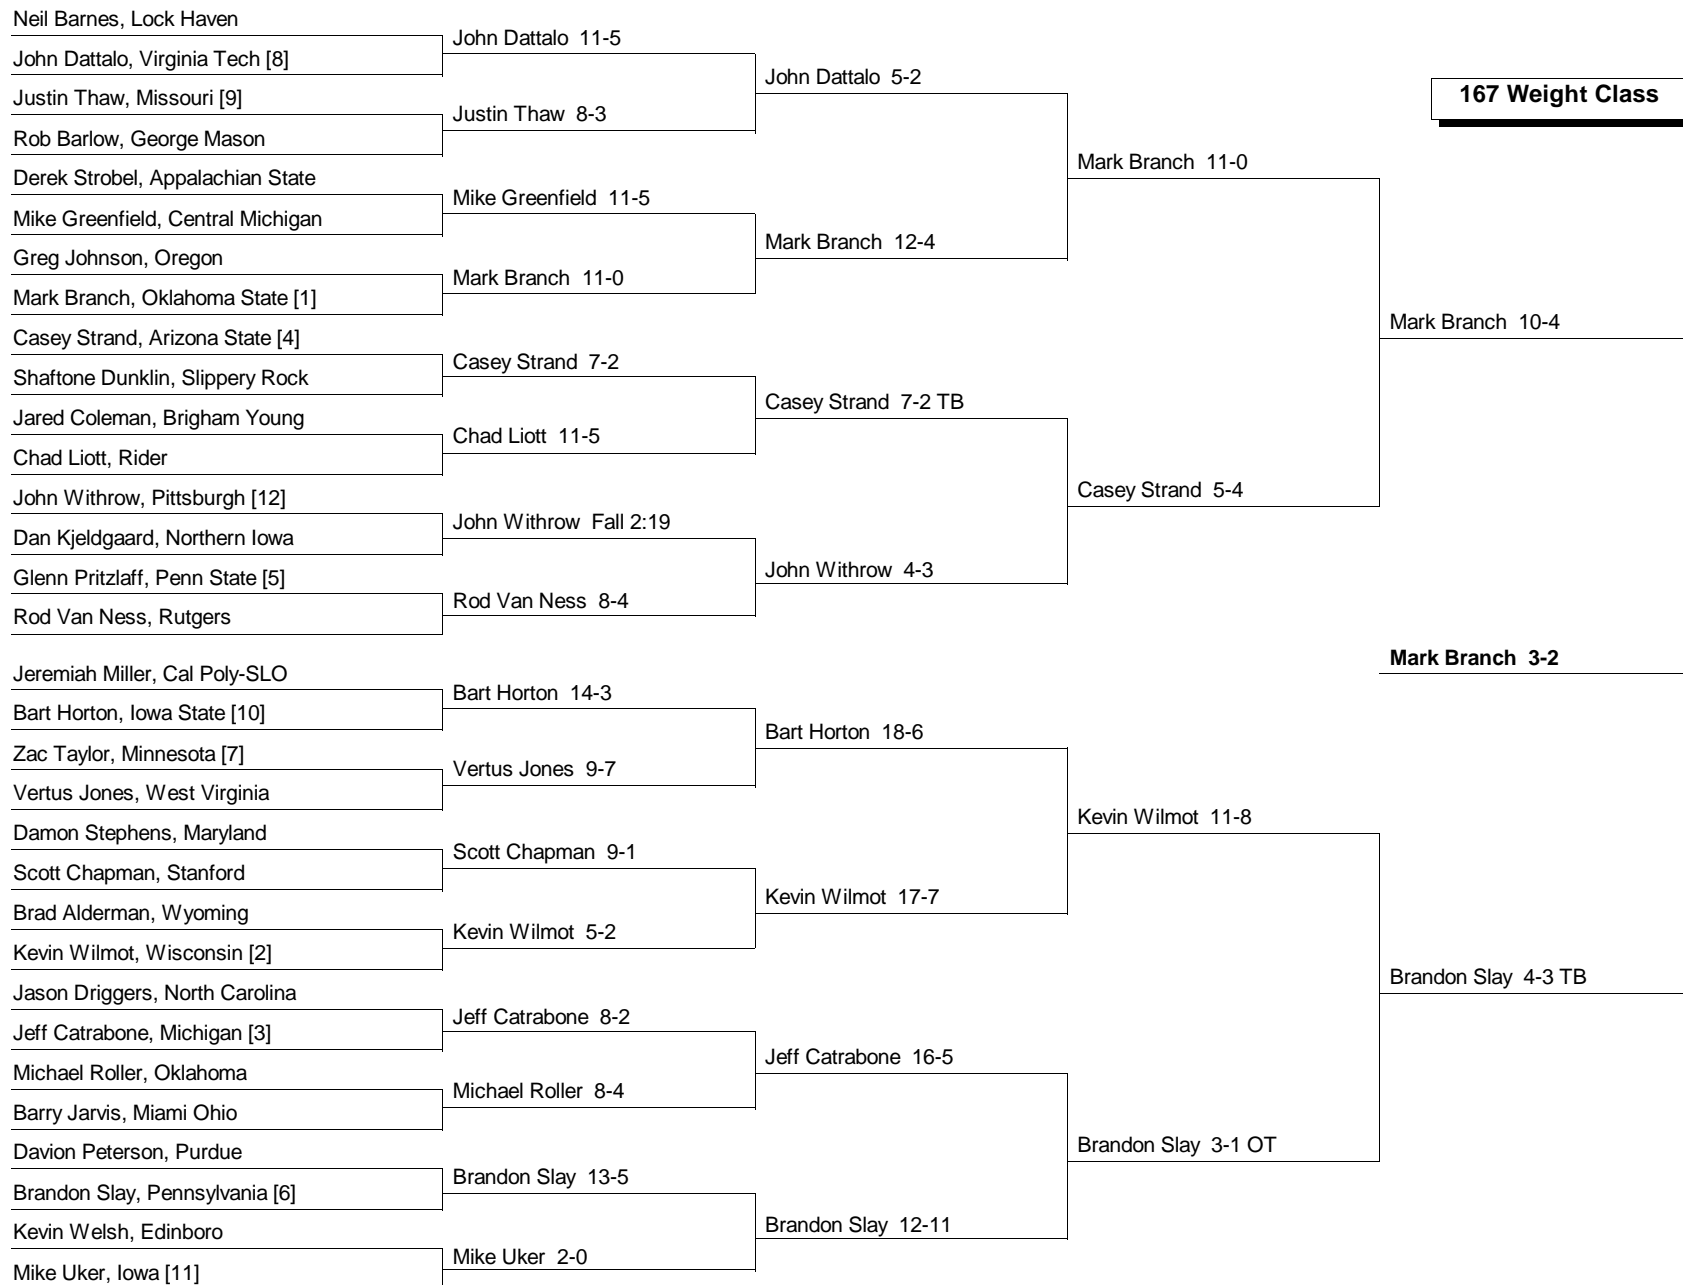 Neil Barnes, Lock Haven
John Dattalo, Virginia Tech [8]
Justin Thaw, Missouri [9]
Rob Barlow, George Mason
Derek Strobel, Appalachian State
Mike Greenfield, Central Michigan
Greg Johnson, Oregon
Mark Branch, Oklahoma State [1]
Casey Strand, Arizona State [4]
Shaftone Dunklin, Slippery Rock
Jared Coleman, Brigham Young
Chad Liott, Rider
John Withrow, Pittsburgh [12]
Dan Kjeldgaard, Northern Iowa
Glenn Pritzlaff, Penn State [5]
Rod Van Ness, Rutgers
Jeremiah Miller, Cal Poly-SLO
Bart Horton, Iowa State [10]
Zac Taylor, Minnesota [7]
Vertus Jones, West Virginia
Damon Stephens, Maryland
Scott Chapman, Stanford
Brad Alderman, Wyoming
Kevin Wilmot, Wisconsin [2]
Jason Driggers, North Carolina
Jeff Catrabone, Michigan [3]
Michael Roller, Oklahoma
Barry Jarvis, Miami Ohio
Davion Peterson, Purdue
Brandon Slay, Pennsylvania [6]
Kevin Welsh, Edinboro
Mike Uker, Iowa [11]
John Dattalo 11-5
Justin Thaw 8-3
Mike Greenfield 11-5
Mark Branch 11-0
Casey Strand 7-2
Chad Liott 11-5
John Withrow Fall 2:19
Rod Van Ness 8-4
Bart Horton 14-3
Vertus Jones 9-7
Scott Chapman 9-1
Kevin Wilmot 5-2
Jeff Catrabone 8-2
Michael Roller 8-4
Brandon Slay 13-5
Mike Uker 2-0
John Dattalo 5-2
Mark Branch 12-4
Casey Strand 7-2 TB
John Withrow 4-3
Bart Horton 18-6
Kevin Wilmot 17-7
Jeff Catrabone 16-5
Brandon Slay 12-11
Mark Branch 11-0
Casey Strand 5-4
Kevin Wilmot 11-8
Brandon Slay 3-1 OT
167 Weight Class
Mark Branch 10-4
Mark Branch 3-2
Brandon Slay 4-3 TB